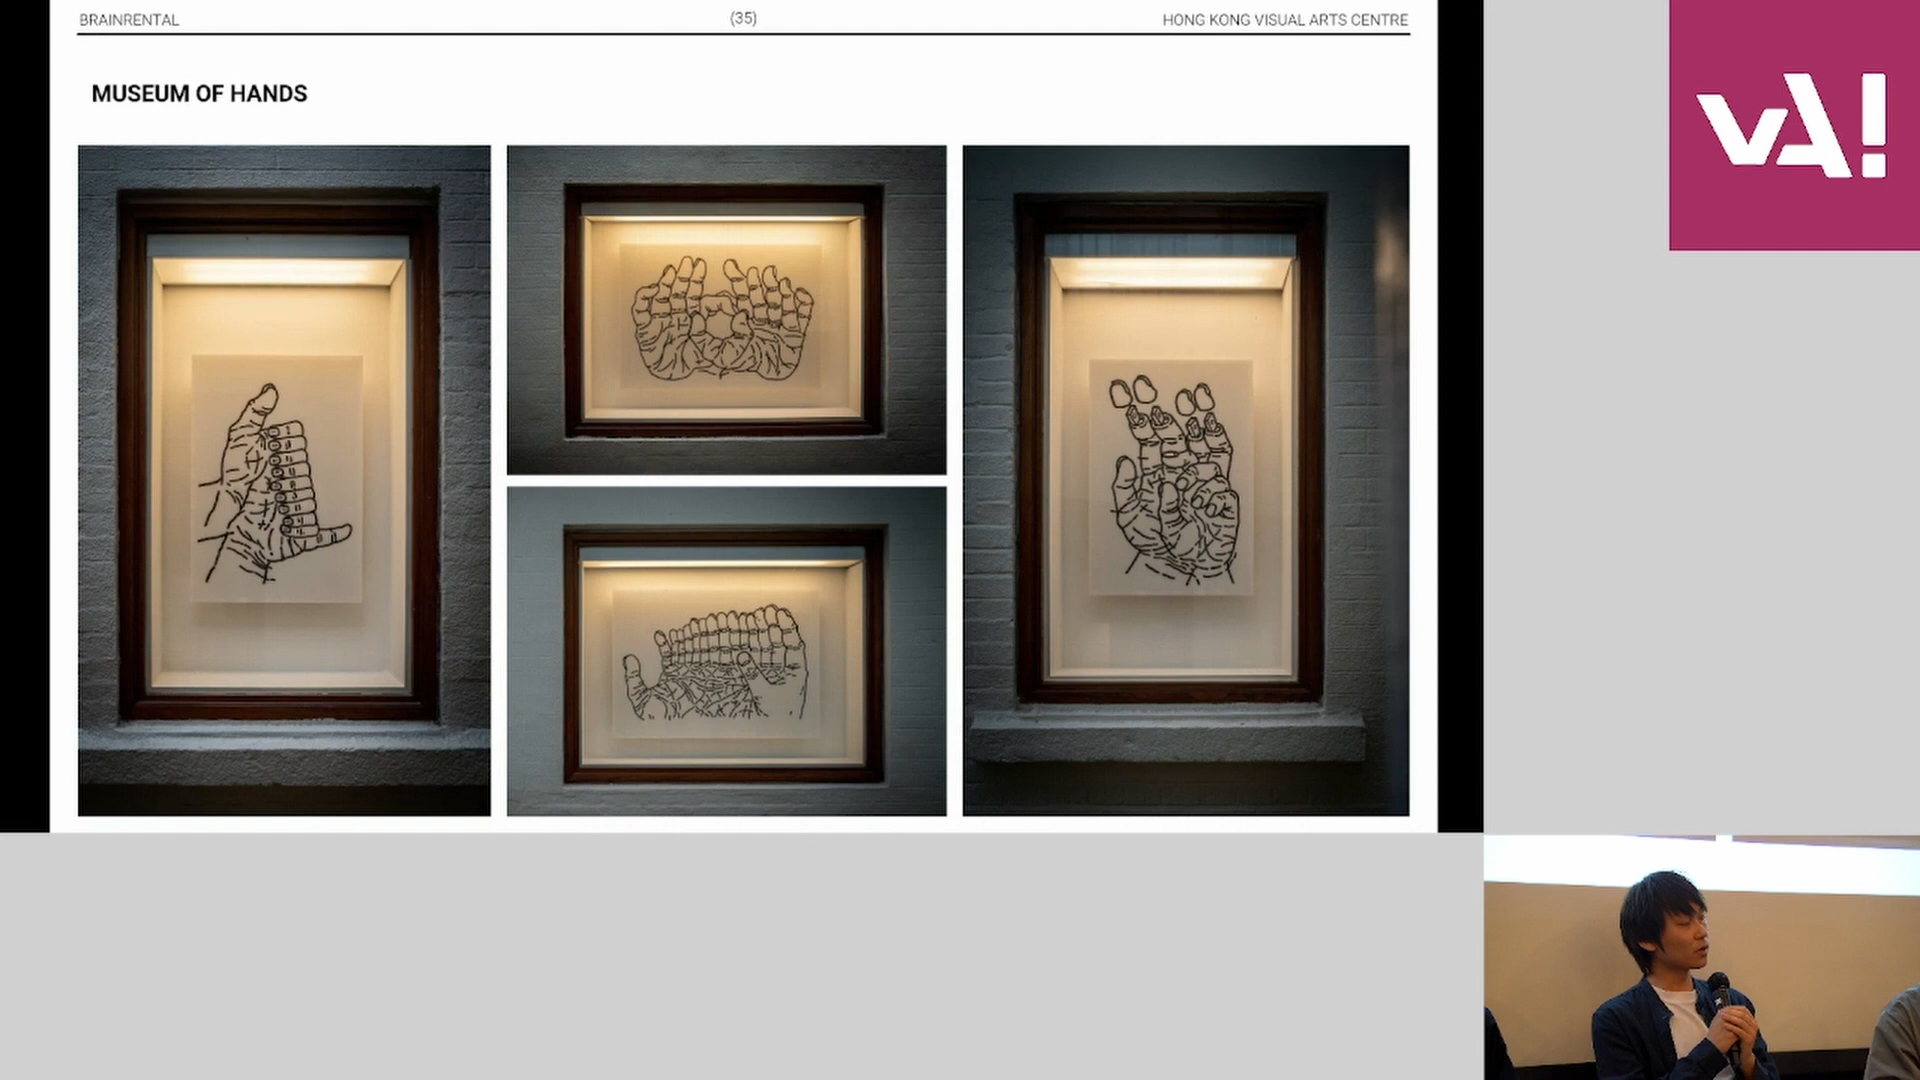 BRAINRENTAL
(35)
HONG KONG VISUAL ARTS CENTRE
MUSEUM OF HANDS
vA!